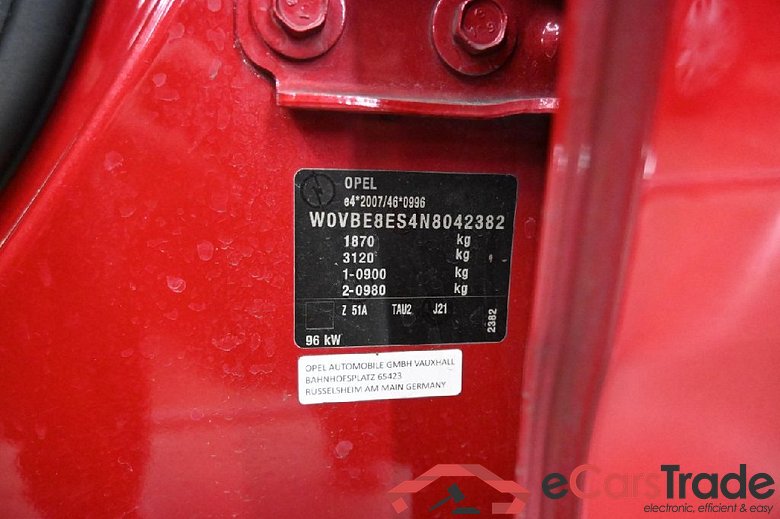 OPEL
e4*2007/46*0996
W0VBE8ES4N8042382
1870 kg
3120 kg
1-0900 kg
2-0980 kg
Z 51A TAU2 J21
2382
96 kW
OPEL AUTOMOBILE GMBH VAUXHALL
BAHNHOFSPLATZ 65423
RÜSSELSHEIM AM MAIN GERMANY
eCarsTrade
electronic, efficient & easy